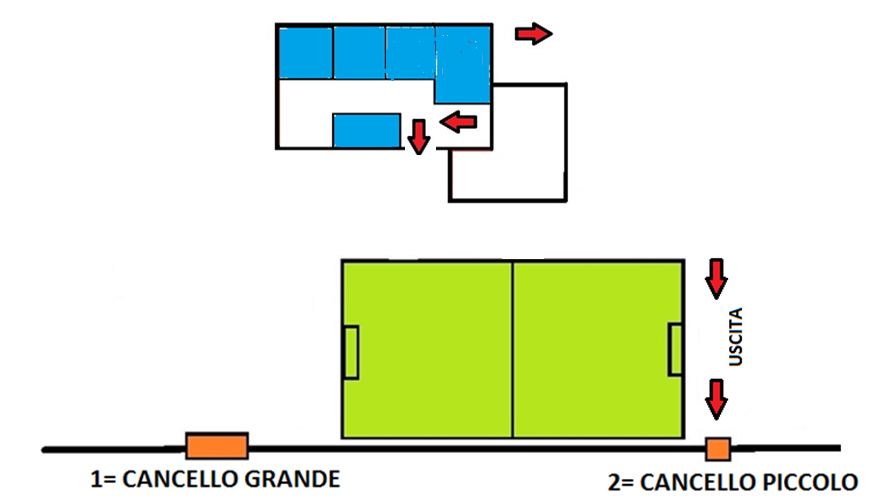 USCITA
1= CANCELLO GRANDE
2= CANCELLO PICCOLO